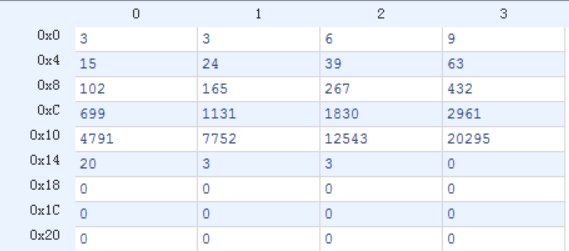 0 1 2 3
0x0 3 3 6 9
0x4 15 24 39 63
0x8 102 165 267 432
0xC 699 1131 1830 2961
0x10 4791 7752 12543 20295
0x14 20 3 3 0
0x18 0 0 0 0
0x1C 0 0 0 0
0x20 0 0 0 0